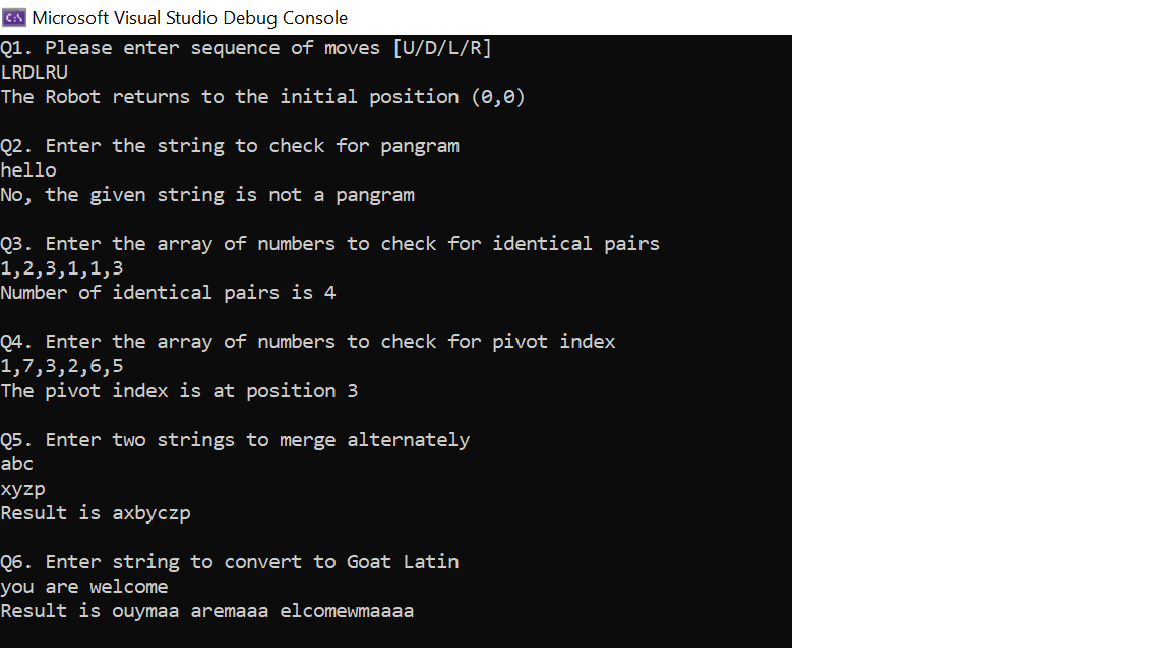 C:\ Microsoft Visual Studio Debug Console
Q1. Please enter sequence of moves [U/D/L/R]
LRDLRU
The Robot returns to the initial position (0,0)
Q2. Enter the string to check for pangram
hello
No, the given string is not a pangram
Q3. Enter the array of numbers to check for identical pairs
1,2,3,1,1,3
Number of identical pairs is 4
Q4. Enter the array of numbers to check for pivot index
1,7,3,2,6,5
The pivot index is at position 3
Q5. Enter two strings to merge alternately
abc
xyzp
Result is axbyczp
Q6. Enter string to convert to Goat Latin
you are welcome
Result is ouymaa aremaaa elcomewmaaaa